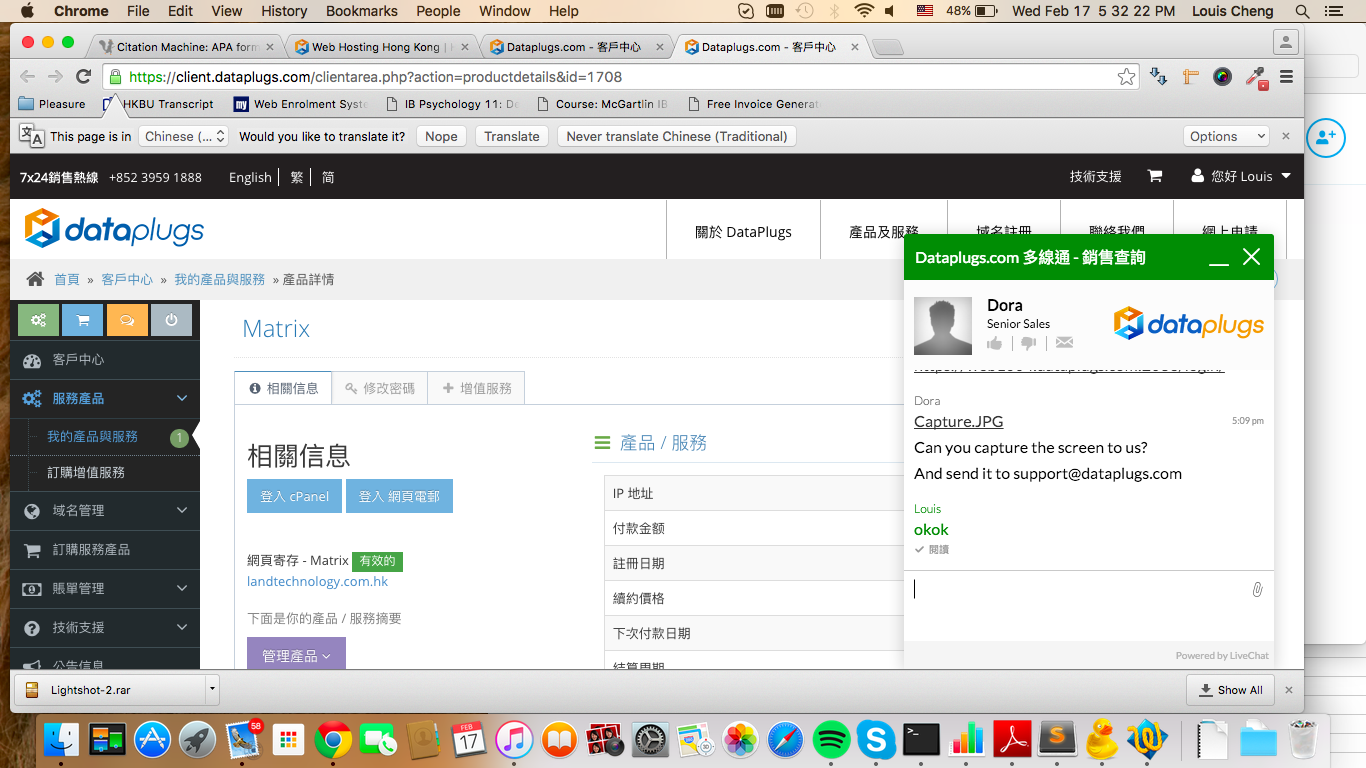 Chrome File Edit View History Bookmarks People Window Help 48% Wed Feb 17 5 32 22 PM Louis Cheng
Citation Machine: APA form
Web Hosting Hong Kong |
Dataplugs.com - 客戶中心
Dataplugs.com - 客戶中心
https://client.dataplugs.com/clientarea.php?action=productdetails&id=1708
Pleasure
HKBU Transcript
my Web Enrolment Syst
IB Psychology 11: D
Course: McGartlin IB
Free Invoice Generat
This page is in Chinese (... Would you like to translate it? Nope Translate Never translate Chinese (Traditional) Options
7x24銷售熱線 +852 3959 1888 English 繁 简 技術支援 您好 Louis
dataplugs
關於 DataPlugs 產品及服務 域名註冊 聯絡我們 網上申請
首頁 » 客戶中心 » 我的產品與服務 » 產品詳情
客戶中心
服務產品
我的產品與服務 1
訂購增值服務
域名管理
訂購服務產品
賬單管理
技術支援
公告信息
Matrix
相關信息 修改密碼 增值服務
相關信息
登入 cPanel 登入 網頁電郵
網頁寄存 - Matrix 有效的
landtechnology.com.hk
下面是你的產品 / 服務摘要
管理產品
產品 / 服務
IP 地址
付款金额
註冊日期
續約價格
下次付款日期
結算周期
Dataplugs.com 多線通 - 銷售查詢
Dora
Senior Sales
dataplugs
Dora
Capture.JPG 5:09 pm
Can you capture the screen to us?
And send it to support@dataplugs.com
Louis
okok
閱讀
Powered by LiveChat
Lightshot-2.rar Show All
58
FEB
17
30